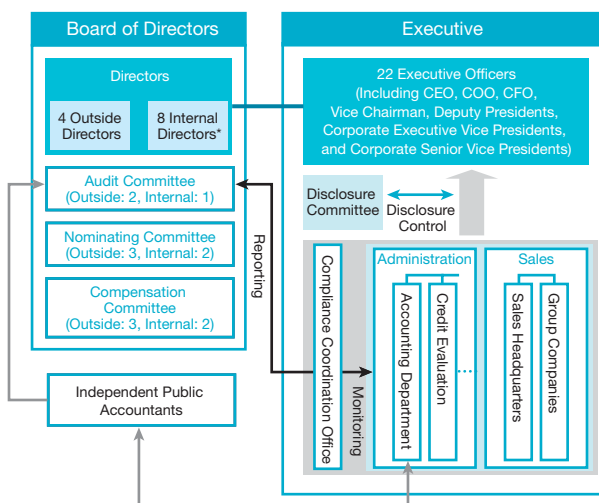 Board of Directors
Directors
4 Outside
Directors
8 Internal
Directors*
Audit Committee
(Outside: 2, Internal: 1)
Nominating Committee
(Outside: 3, Internal: 2)
Compensation
Committee
(Outside: 3, Internal: 2)
Independent Public
Accountants
Reporting
Executive
22 Executive Officers
(Including CEO, COO, CFO,
Vice Chairman, Deputy Presidents,
Corporate Executive Vice Presidents,
and Corporate Senior Vice Presidents)
Disclosure
Committee
Disclosure
Control
Compliance Coordination Office
Monitoring
Administration
Accounting Department
Credit Evaluation
Sales
Sales Headquarters
Group Companies